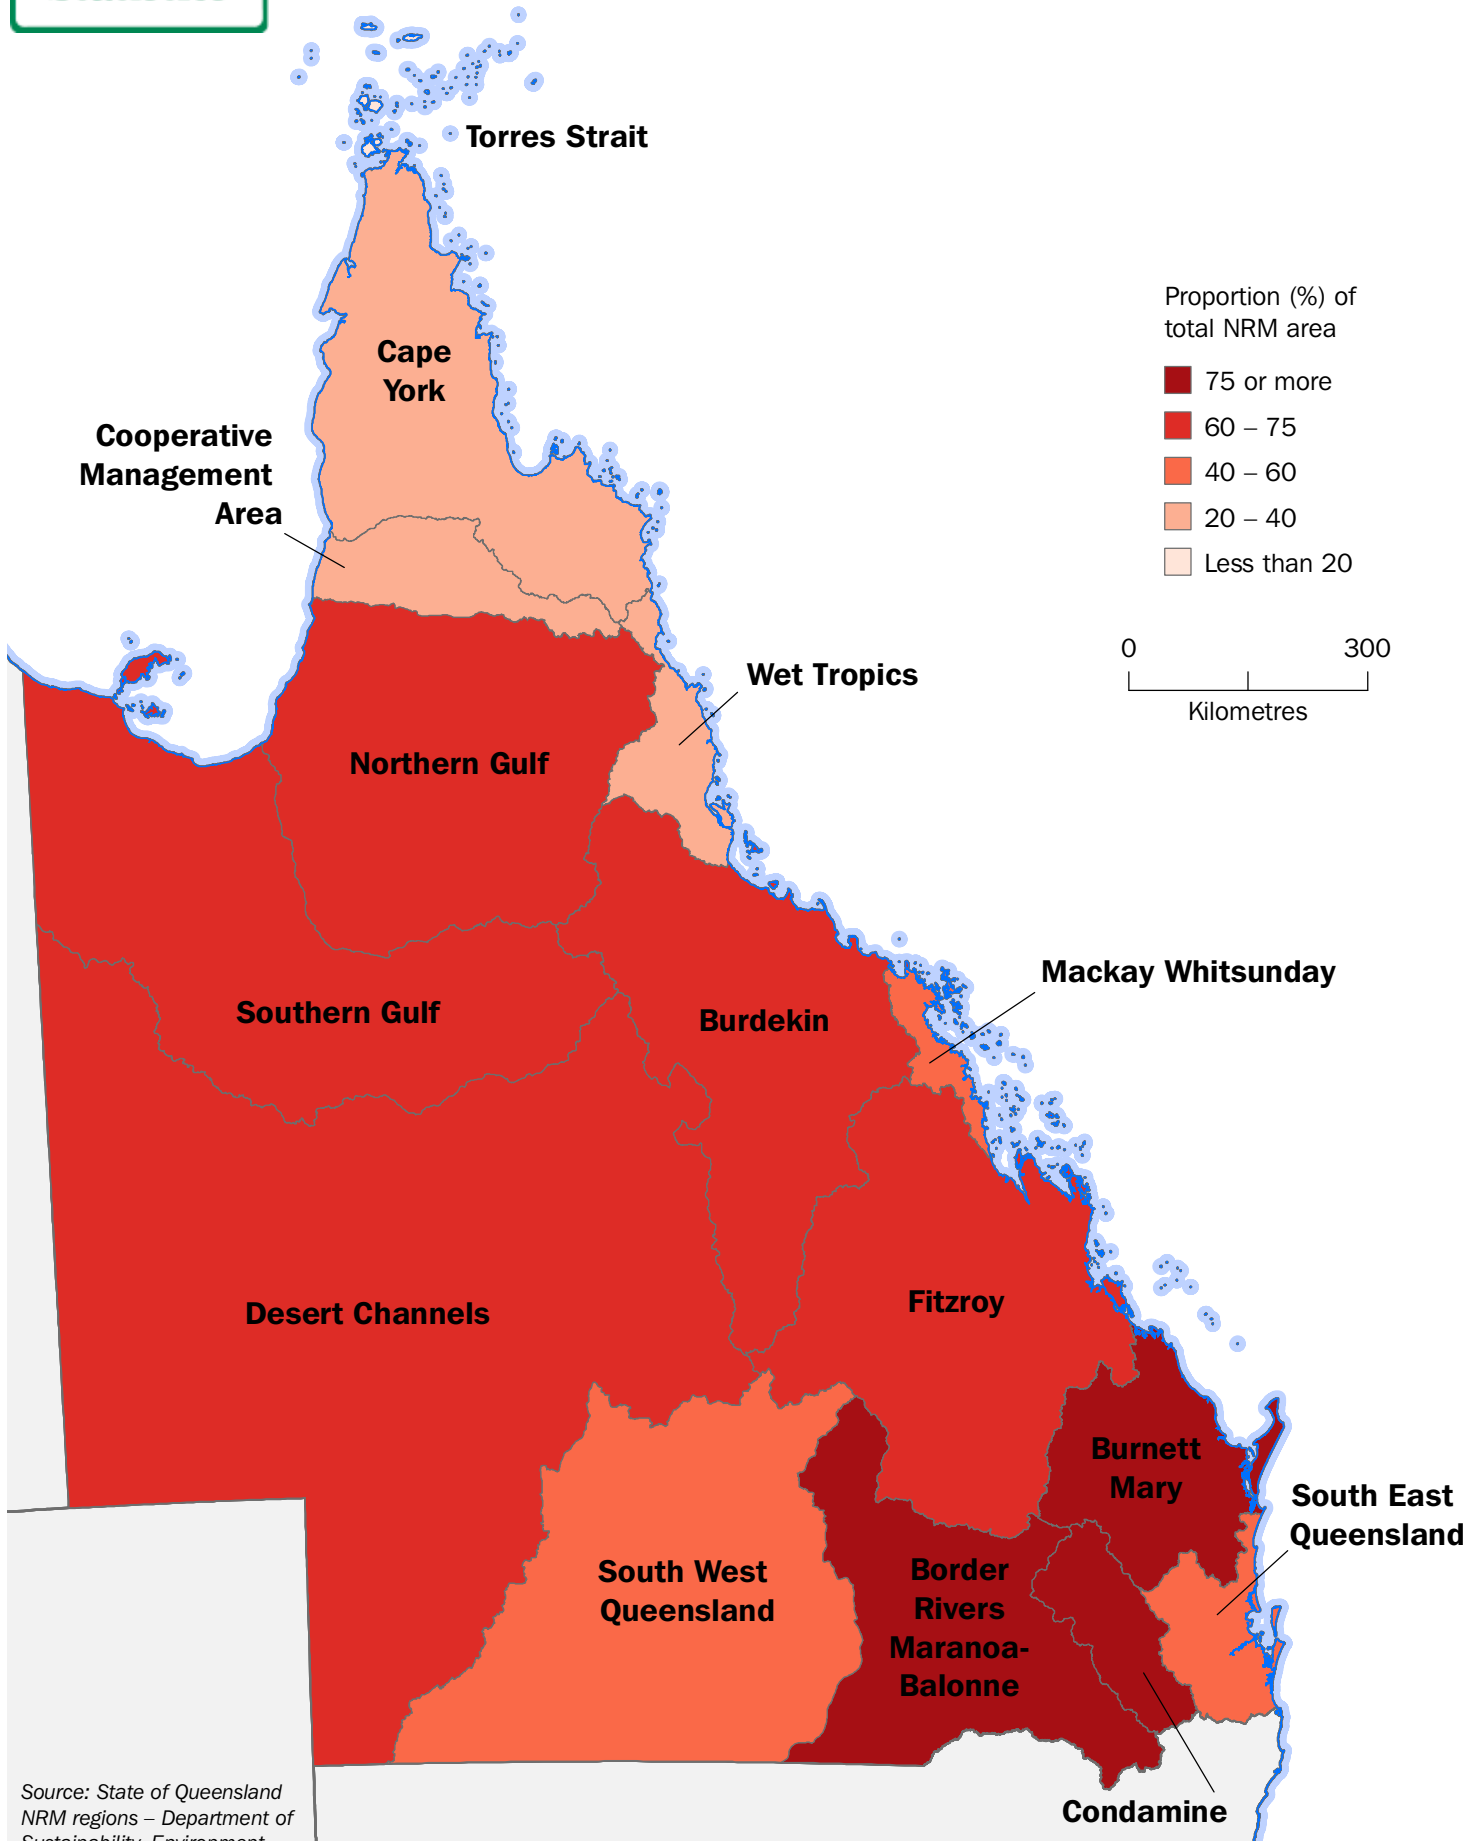 Torres Strait
Cape
York
Cooperative
Management
Area
Proportion (%) of
total NRM area
75 or more
60 – 75
40 – 60
20 – 40
Less than 20
0 300
Kilometres
Wet Tropics
Northern Gulf
Mackay Whitsunday
Southern Gulf
Burdekin
Desert Channels
Fitzroy
Burnett
Mary
South East
Queensland
South West
Queensland
Border
Rivers
Maranoa-
Balonne
Condamine
Source: State of Queensland
NRM regions – Department of
Sustainability, Environment